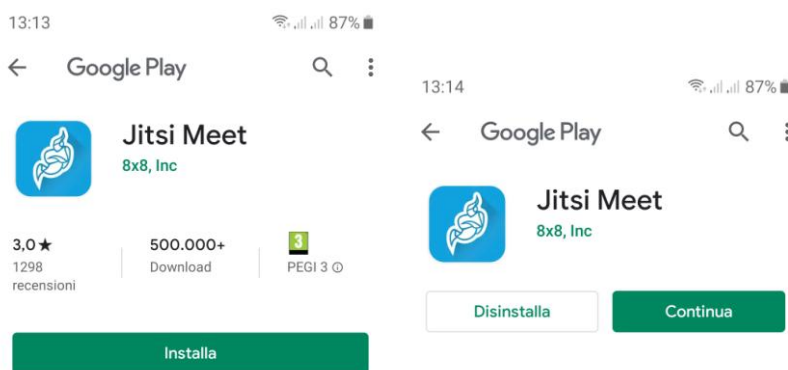 13:13
87%
Google Play
Jitsi Meet
8x8, Inc
3,0★
500.000+
3
1298
recensioni
Download
PEGI 3
Installa
13:14
87%
Google Play
Jitsi Meet
8x8, Inc
Disinstalla
Continua